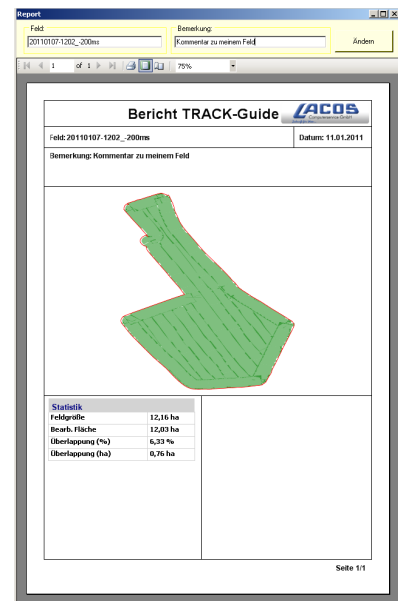 Report
Feld:
Bemerkung:
20110107-1202_-200ms
Kommentar zu meinem Feld
Ändern
1 of 1
75%
Bericht TRACK-Guide
LACOS
Computerservice GmbH
Feld: 20110107-1202_-200ms
Datum: 11.01.2011
Bemerkung: Kommentar zu meinem Feld
Statistik
Feldgröße 12,16 ha
Bearb. Fläche 12,03 ha
Überlappung (%) 6,33 %
Überlappung (ha) 0,76 ha
Seite 1/1